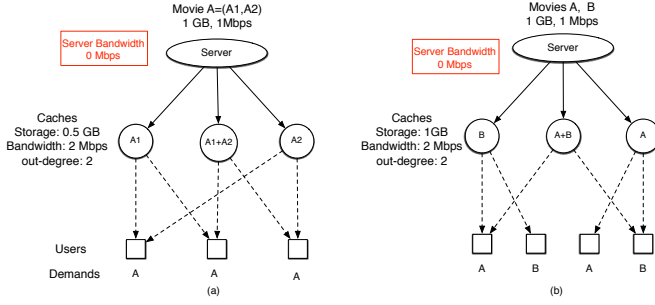 Movie A=(A1,A2)
1 GB, 1Mbps
Server Bandwidth
0 Mbps
Server
Caches
Storage: 0.5 GB
Bandwidth: 2 Mbps
out-degree: 2
A1
A1+A2
A2
Users
Demands
A
A
A
(a)
Movies A, B
1 GB, 1 Mbps
Server Bandwidth
0 Mbps
Server
Caches
Storage: 1GB
Bandwidth: 2 Mbps
out-degree: 2
B
A+B
A
A
B
A
B
(b)